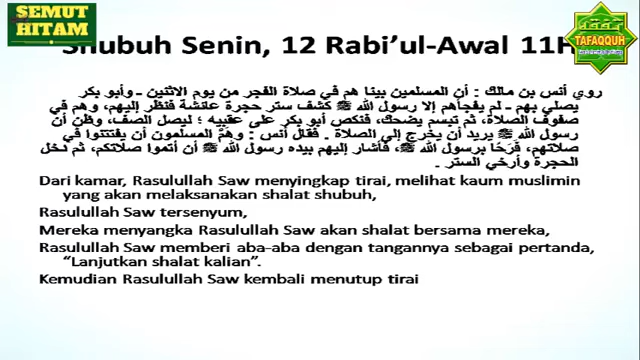 SEMUT
HITAM
TAFAQQUH
Shubuh Senin, 12 Rabi’ul-Awal 11H
روي أنس بن مالك : أن المسلمين بينا هم في صلاة الفجر من يوم الاثنين ـ وأبو بكر
يصلي بهم ـ لم يفجأهم إلا رسول الله ﷺ كشف ستر حجرة عائشة فنظر إليهم، وهم في
صفوف الصلاة، ثم تبسم يضحك، فنكص أبو بكر على عقبيه ؛ ليصل الصف، وظن أن
رسول الله ﷺ يريد أن يخرج إلى الصلاة ـ فقال أنس : وهَمَّ المسلمون أن يفتتنوا في
صلاتهم، فَرَحًا برسول الله ﷺ، فأشار إليهم بيده رسول الله ﷺ أن أتموا صلاتكم، ثم دخل
الحجرة وأرخي الستر .
Dari kamar, Rasulullah Saw menyingkap tirai, melihat kaum muslimin
yang akan melaksanakan shalat shubuh,
Rasulullah Saw tersenyum,
Mereka menyangka Rasulullah Saw akan shalat bersama mereka,
Rasulullah Saw memberi aba-aba dengan tangannya sebagai pertanda,
“Lanjutkan shalat kalian”.
Kemudian Rasulullah Saw kembali menutup tirai